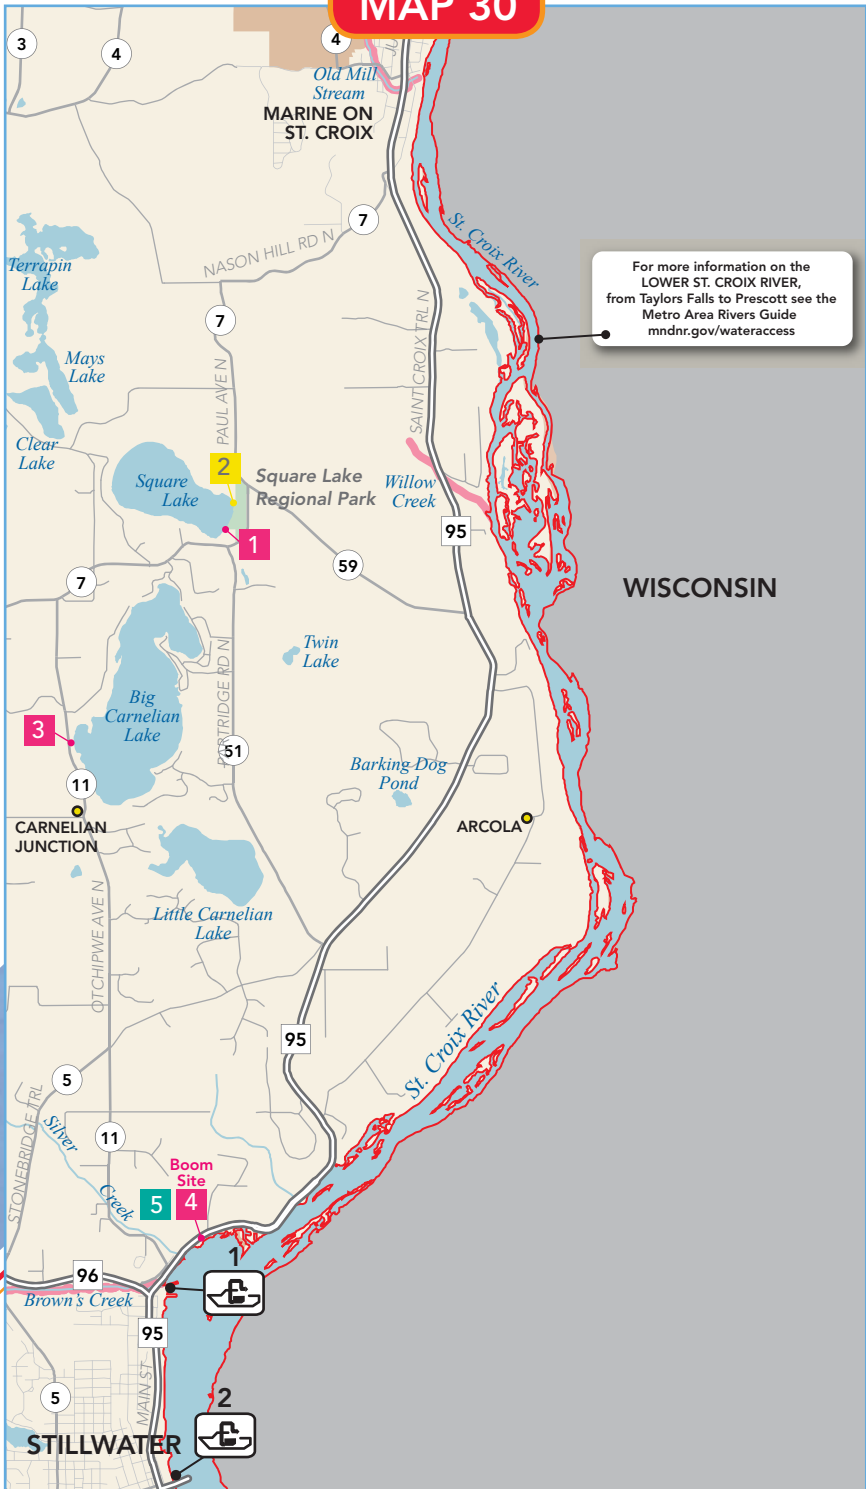 MAP 30
3
4
4
Old Mill
Stream
MARINE ON
ST. CROIX
7
NASON HILL RD N
St. Croix River
Terrapin
Lake
For more information on the
LOWER ST. CROIX RIVER,
from Taylors Falls to Prescott see the
Metro Area Rivers Guide
mndnr.gov/wateraccess
7
SAINT CROIX TRL N
Mays
Lake
PAUL AVE N
Clear
Lake
2
Square Lake
Regional Park
Square
Lake
Willow
Creek
1
95
59
7
WISCONSIN
Twin
Lake
PARTRIDGE RD N
Big
Carnelian
Lake
3
51
Barking Dog
Pond
11
CARNELIAN
JUNCTION
ARCOLA
Little Carnelian
Lake
OTCHIPWE AVE N
95
St. Croix River
5
STONEBRIDGE TRL
Silver
Creek
11
Boom
Site
5
4
1
96
Brown's Creek
95
MAIN ST
5
2
STILLWATER